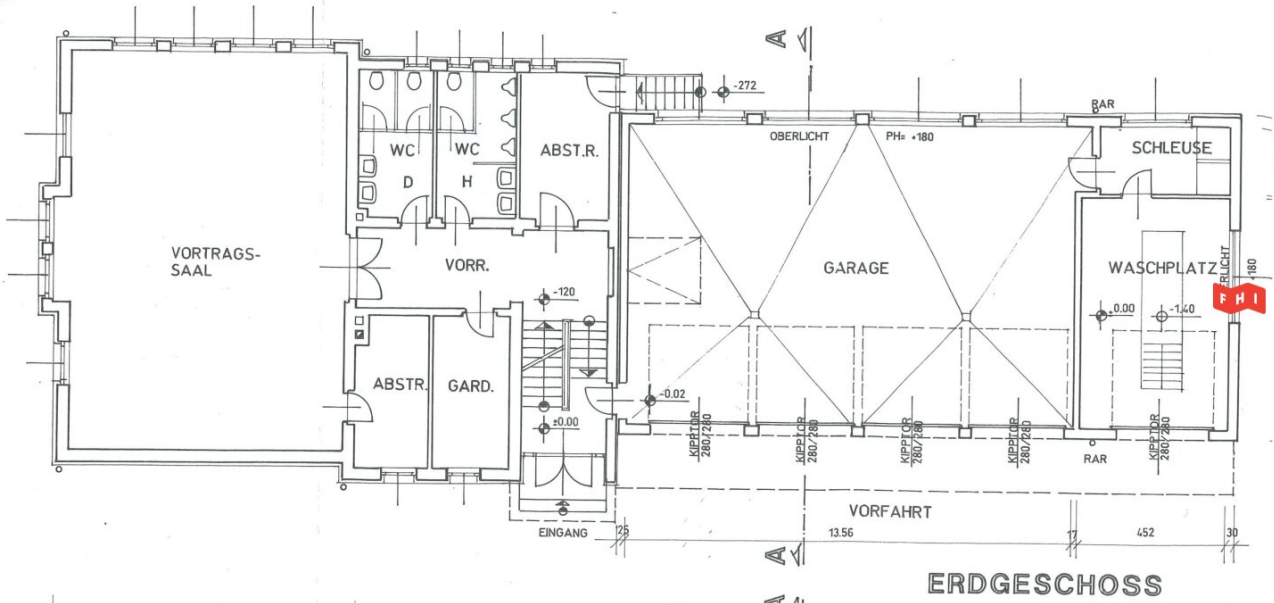 A
-272
RAR
OBERLICHT
PH= +180
SCHLEUSE
WC
WC
ABST.R.
D
H
VORTRAGS-
SAAL
VORR.
GARAGE
WASCHPLATZ
+180
FHI
-120
±0.00
-1.40
ABSTR.
GARD.
-0.02
±0.00
KIPPTOR
280/280
KIPPTOR
280/280
KIPPTOR
280/280
KIPPTOR
280/280
KIPPTOR
280/280
RAR
VORFAHRT
EINGANG
25
13.56
17
452
30
A
ERDGESCHOSS
A